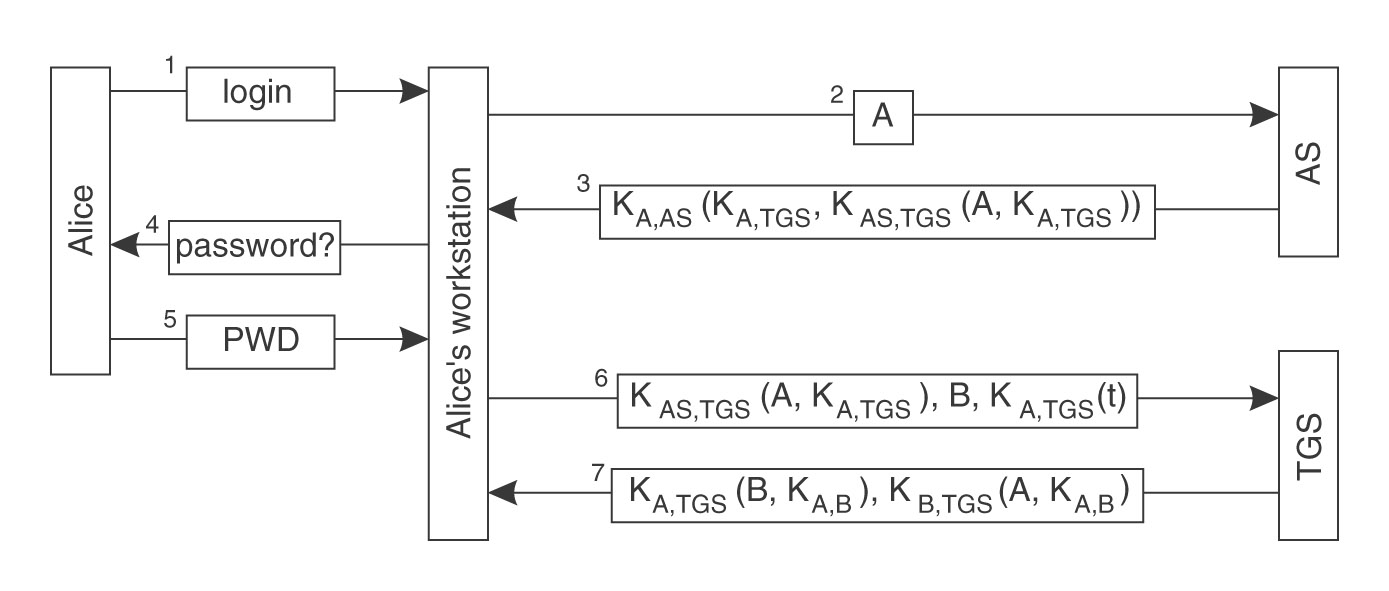 Alice
1
login
4
password?
5
PWD
Alice's workstation
2
A
3
K A,AS (K A,TGS, K AS,TGS (A, K A,TGS ))
6
K AS,TGS (A, K A,TGS ), B, K A,TGS (t)
7
K A,TGS (B, K A,B ), K B,TGS (A, K A,B )
AS
TGS